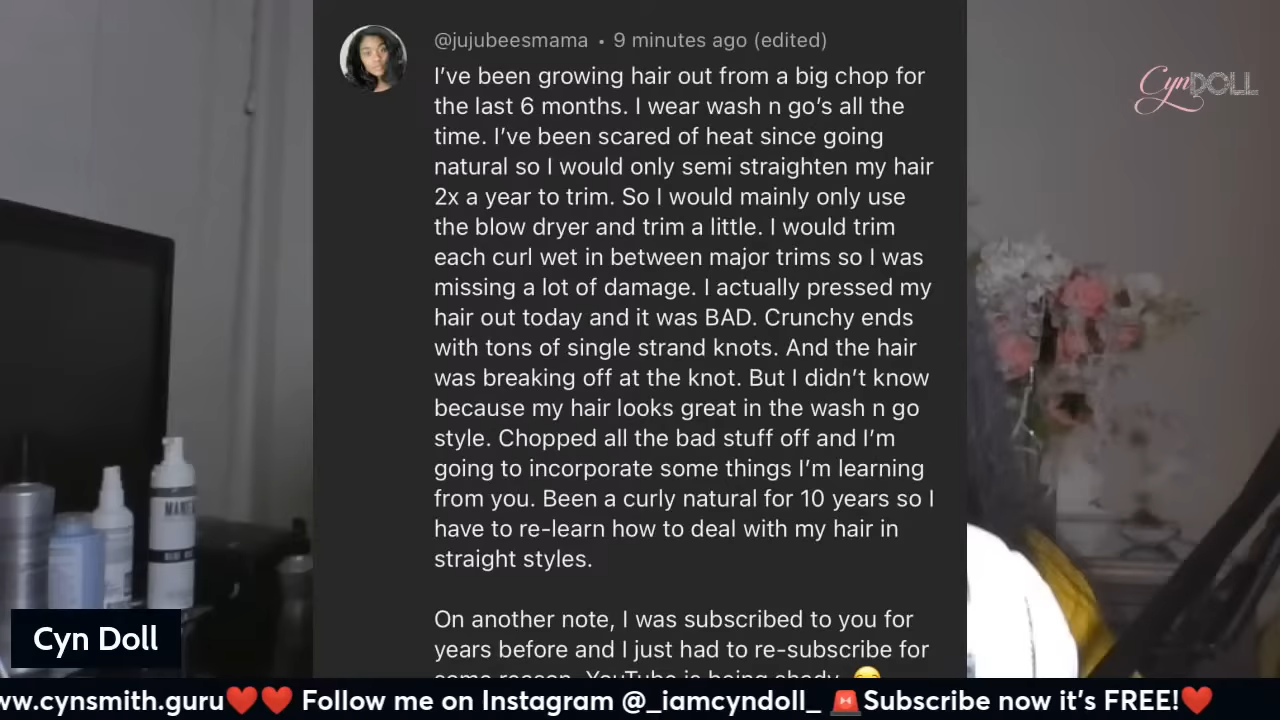 @jujubeesmama • 9 minutes ago (edited)
I’ve been growing hair out from a big chop for
the last 6 months. I wear wash n go’s all the
time. I’ve been scared of heat since going
natural so I would only semi straighten my hair
2x a year to trim. So I would mainly only use
the blow dryer and trim a little. I would trim
each curl wet in between major trims so I was
missing a lot of damage. I actually pressed my
hair out today and it was BAD. Crunchy ends
with tons of single strand knots. And the hair
was breaking off at the knot. But I didn’t know
because my hair looks great in the wash n go
style. Chopped all the bad stuff off and I’m
going to incorporate some things I’m learning
from you. Been a curly natural for 10 years so I
have to re-learn how to deal with my hair in
straight styles.
On another note, I was subscribed to you for
years before and I just had to re-subscribe for
some reason. YouTube is being shady. 😂
CynDOLL
Cyn Doll
ww.cynsmith.guru❤️❤️ Follow me on Instagram @_iamcyndoll_ 🚨Subscribe now it’s FREE!❤️